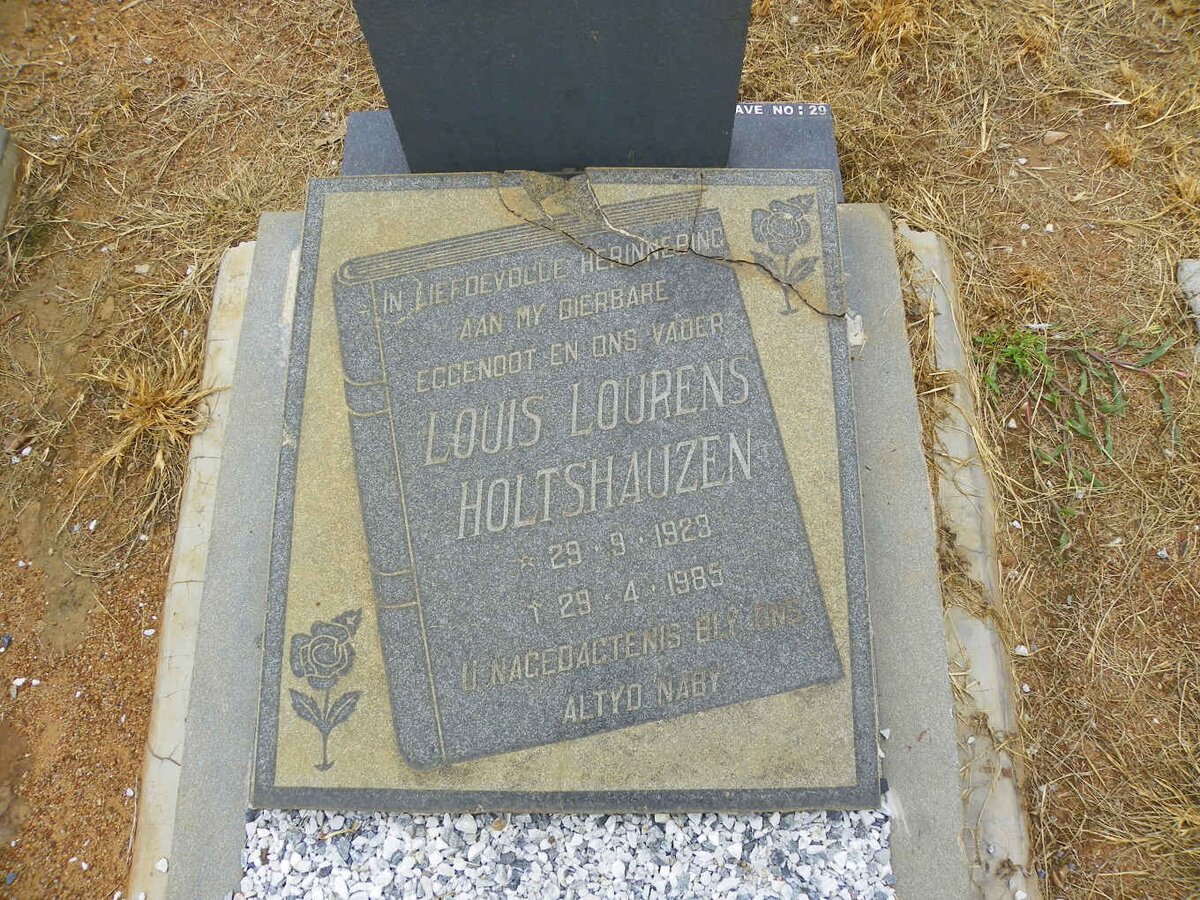 AVE NO: 29
IN LIEFDEVOLLE HERINNERING
AAN MY DIERBARE
EGGENOOT EN ONS VADER
LOUIS LOURENS
HOLTSHAUZEN
* 29 · 9 · 1928
† 29 · 4 · 1985
U NAGEDAGTENIS BLY ONS
ALTYD NABY